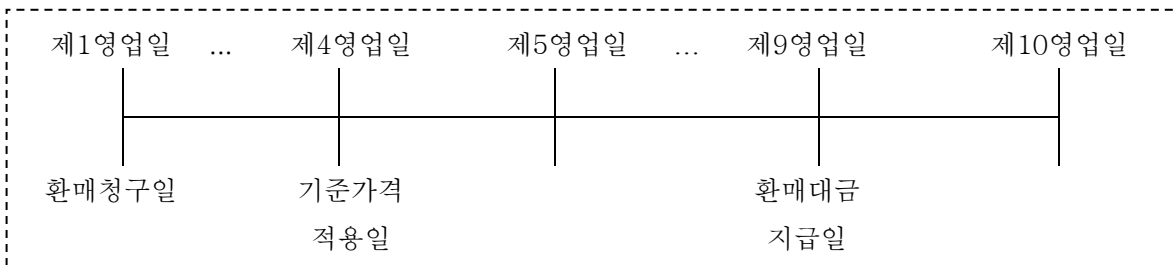 제1영업일 ... 제4영업일 제5영업일 ... 제9영업일 제10영업일
환매청구일 기준가격 환매대금
적용일 지급일